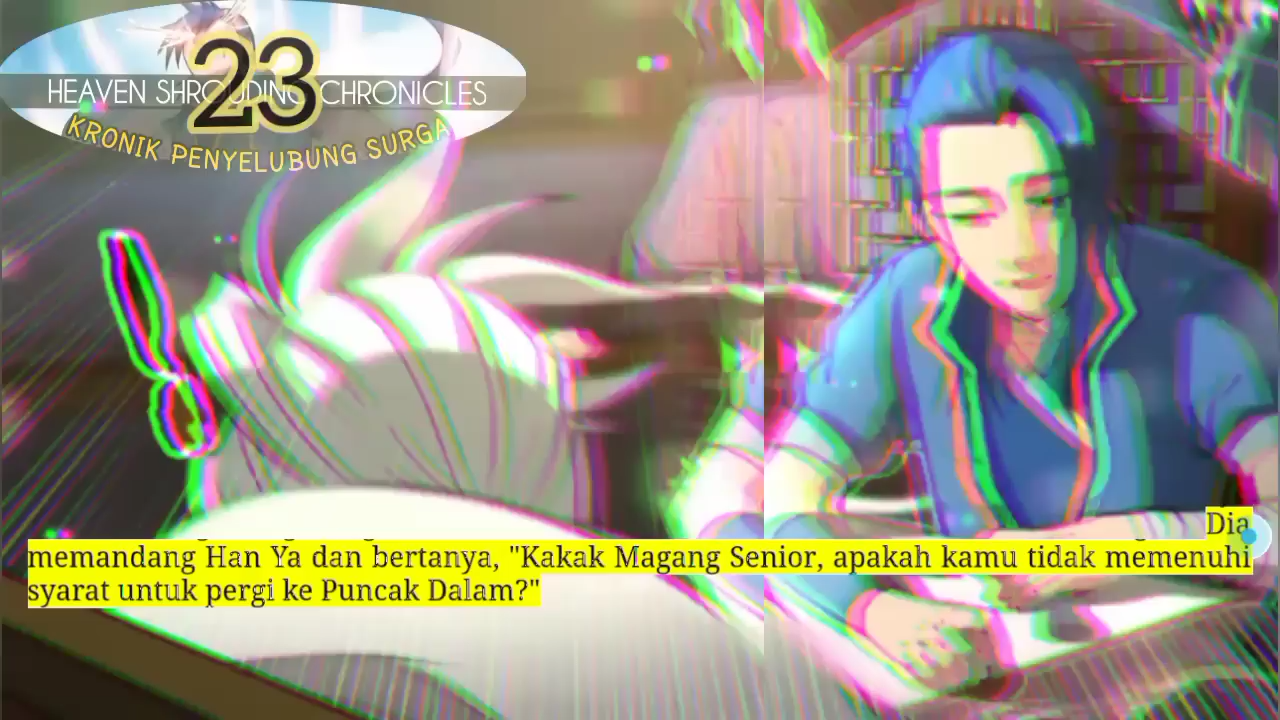 23
HEAVEN SHROUDING CHRONICLES
KRONIK PENYELUBUNG SURGA
Dia
memandang Han Ya dan bertanya, "Kakak Magang Senior, apakah kamu tidak memenuhi
syarat untuk pergi ke Puncak Dalam?"